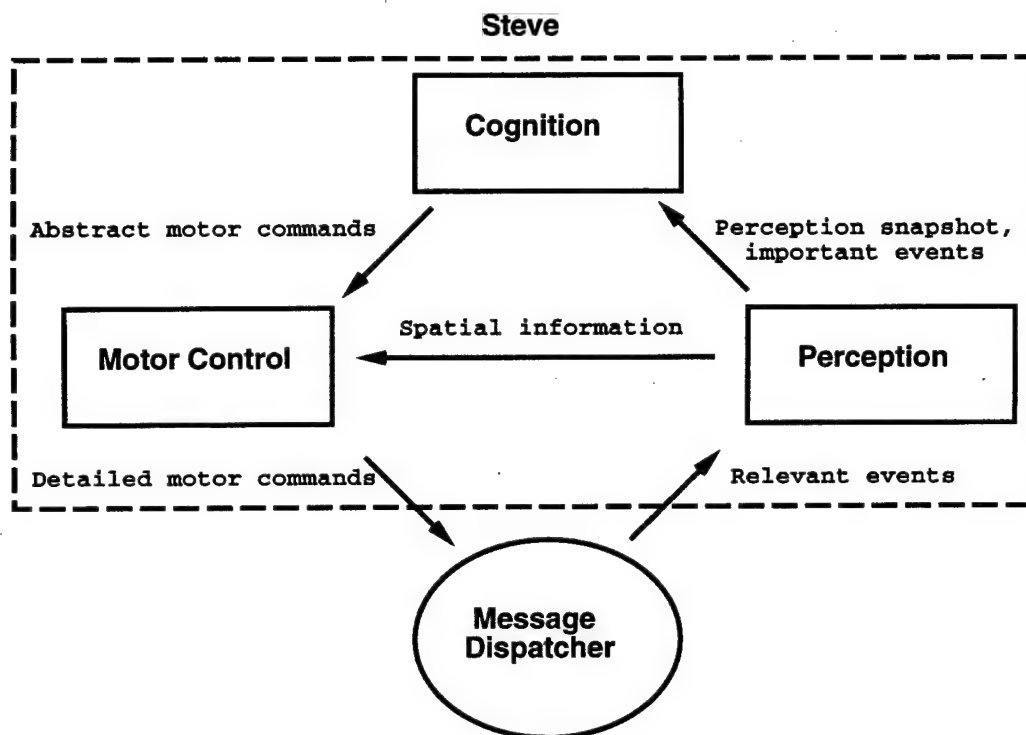 Steve
Cognition
Abstract motor commands
Perception snapshot,
important events
Spatial information
Motor Control
Perception
Detailed motor commands
Relevant events
Message
Dispatcher